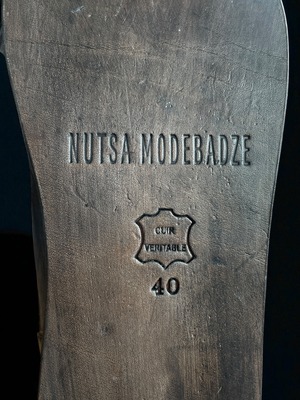 NUTSA MODEBADZE
CUIR
VERITABLE
40